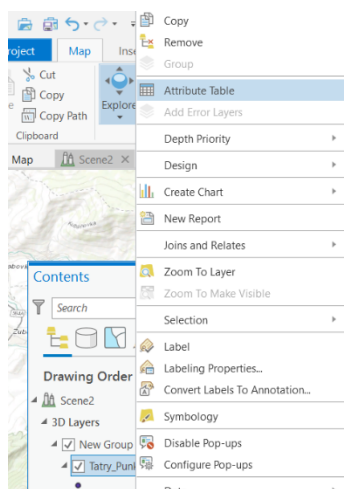 Project
Map
Cut
Copy
Copy Path
Clipboard
Explore
Map
Scene2
Contents
Search
Drawing Order
Scene2
3D Layers
New Group
Copy
Remove
Group
Attribute Table
Add Error Layers
Depth Priority
Design
Create Chart
New Report
Joins and Relates
Zoom To Layer
Zoom To Make Visible
Selection
Label
Labeling Properties...
Convert Labels To Annotation...
Symbology
Disable Pop-ups
Configure Pop-ups